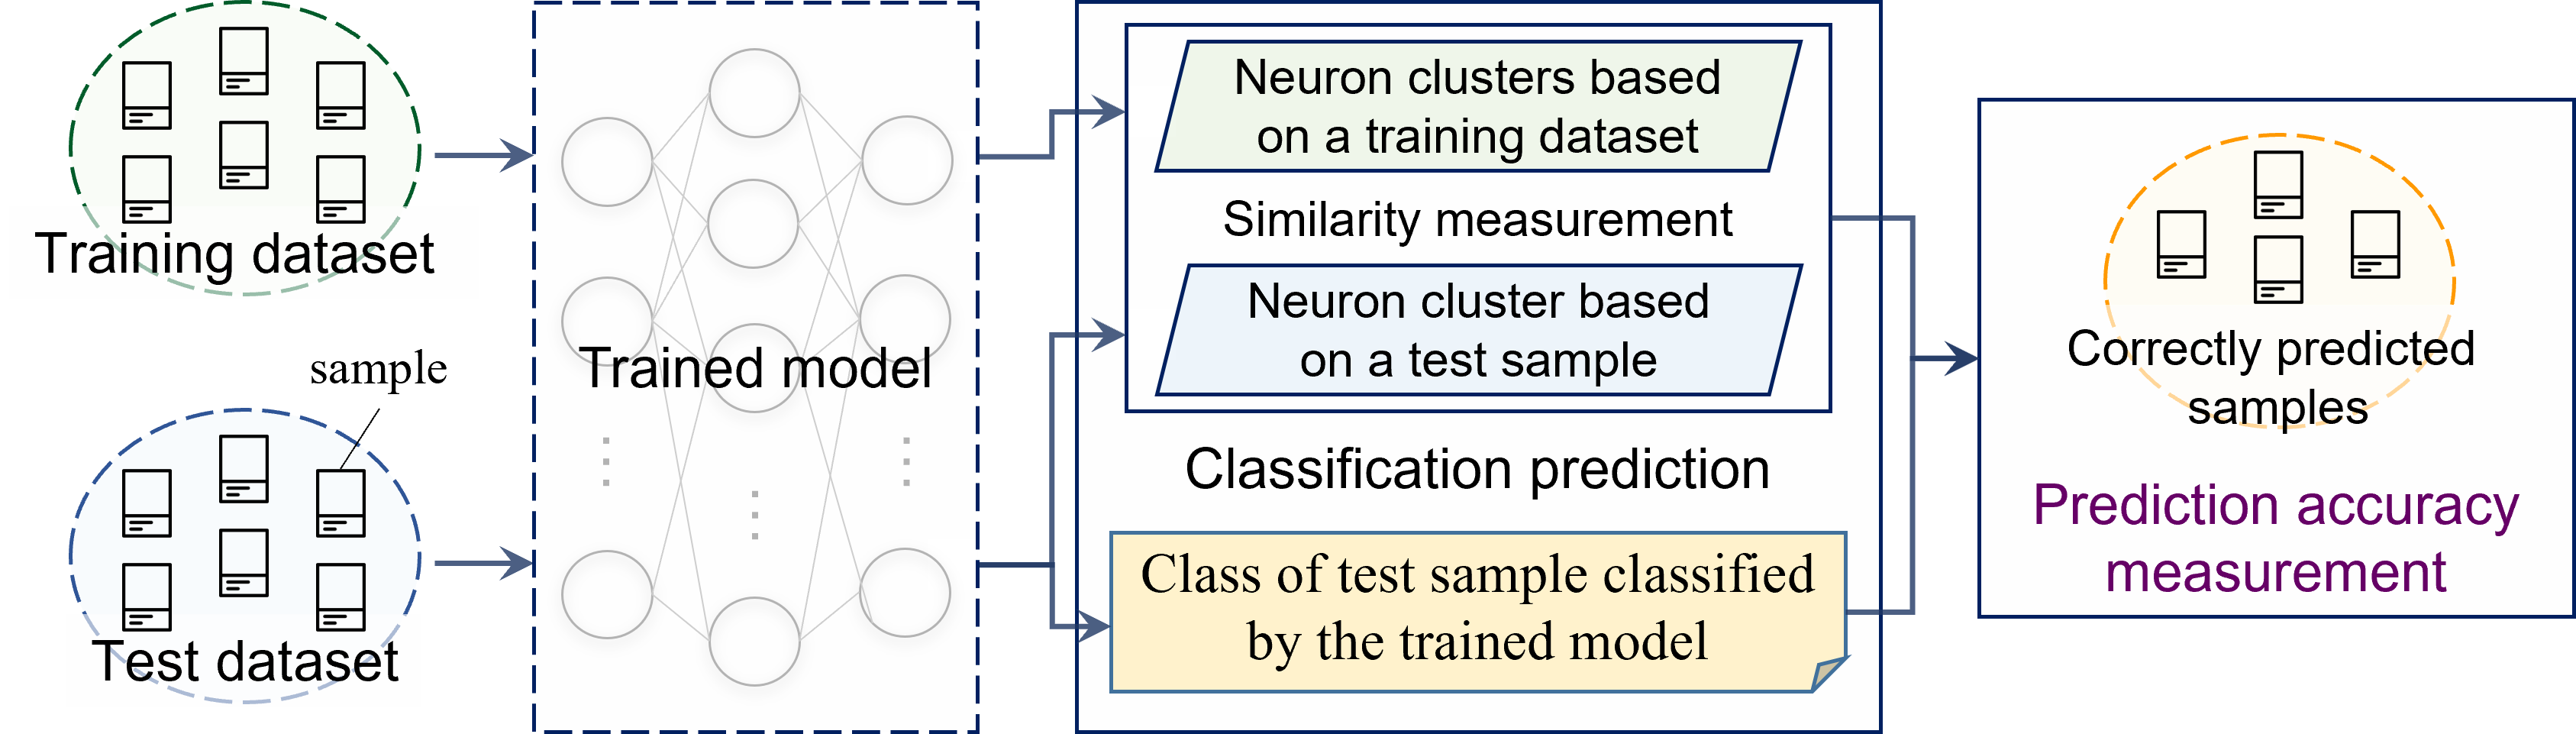 Training dataset
sample
Test dataset
Trained model
Neuron clusters based
on a training dataset
Similarity measurement
Neuron cluster based
on a test sample
Classification prediction
Class of test sample classified
by the trained model
Correctly predicted
samples
Prediction accuracy
measurement